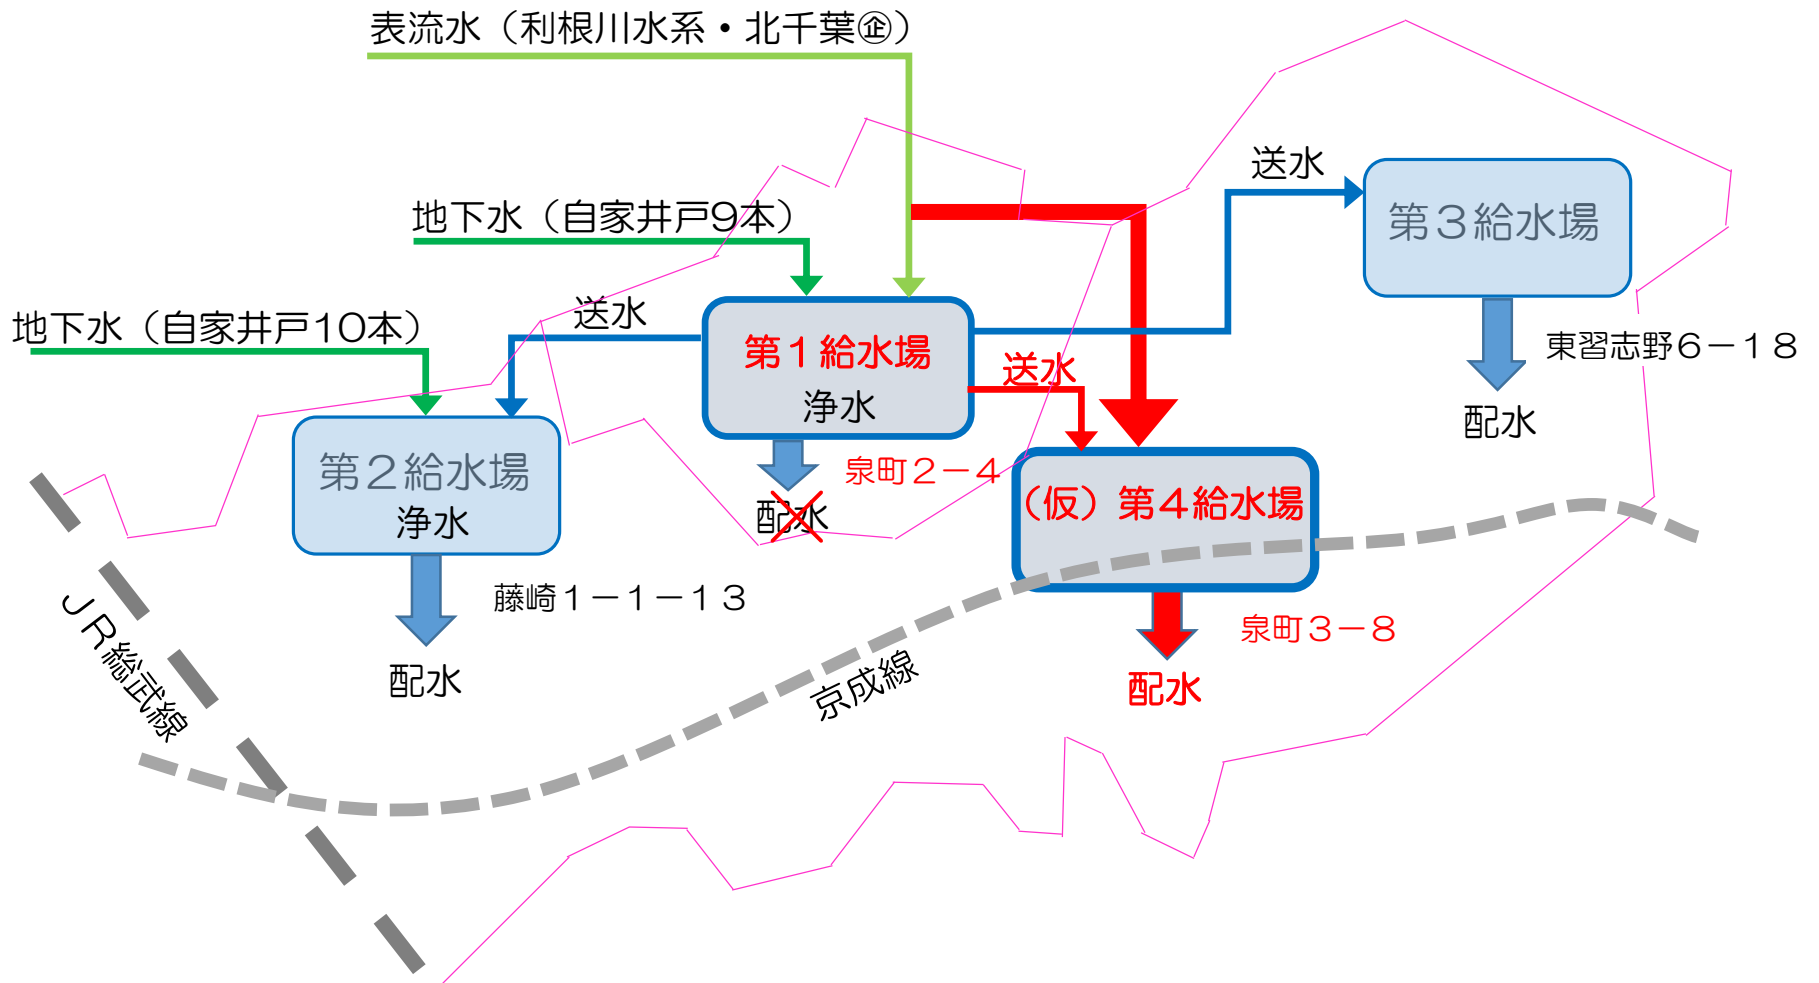 表流水（利根川水系・北千葉㊭）
送水
地下水（自家井戸9本）
第３給水場
地下水（自家井戸10本）
送水
第１給水場
浄水
送水
東習志野６－１８
配水
第２給水場
浄水
泉町２－４
配水
（仮）第４給水場
藤崎１－１－１３
配水
ＪＲ総武線
京成線
泉町３－８
配水